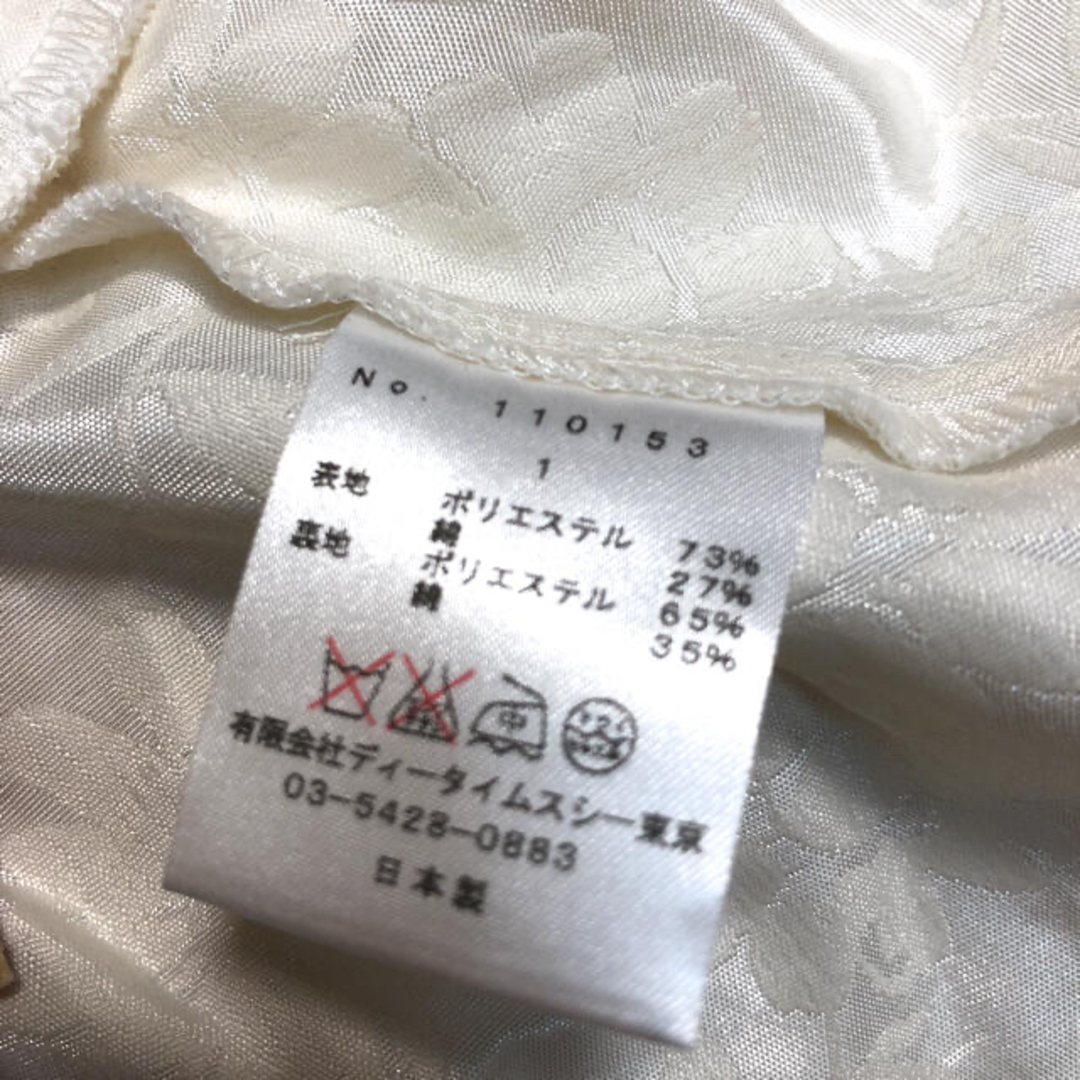 No. 110153
1
表地 ポリエステル 73%
綿 27%
裏地 ポリエステル 65%
綿 35%
中
有限会社ディータイムスシー東京
03-5428-0883
日本製